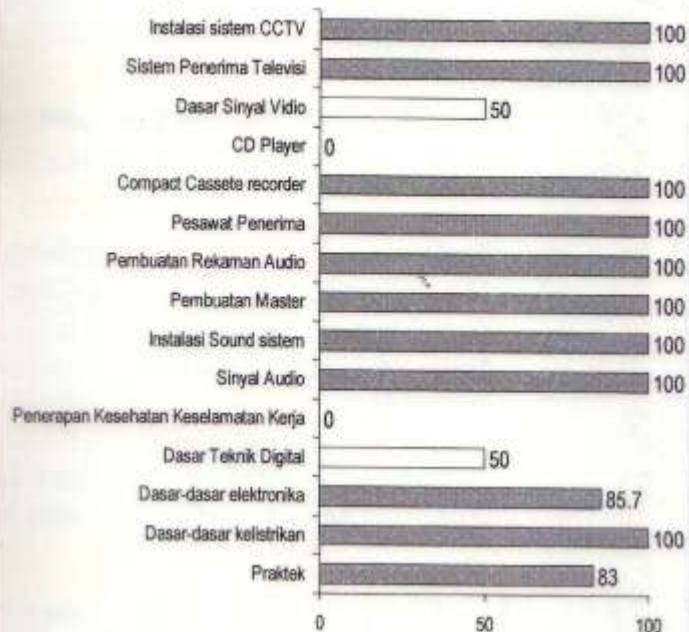 Instalasi sistem CCTV 100
Sistem Penerima Televisi 100
Dasar Sinyal Vidio 50
CD Player 0
Compact Cassete recorder 100
Pesawat Penerima 100
Pembuatan Rekaman Audio 100
Pembuatan Master 100
Instalasi Sound sistem 100
Sinyal Audio 100
Penerapan Kesehatan Keselamatan Kerja 0
Dasar Teknik Digital 50
Dasar-dasar elektronika 85.7
Dasar-dasar kelistrikan 100
Praktek 83
0 50 100